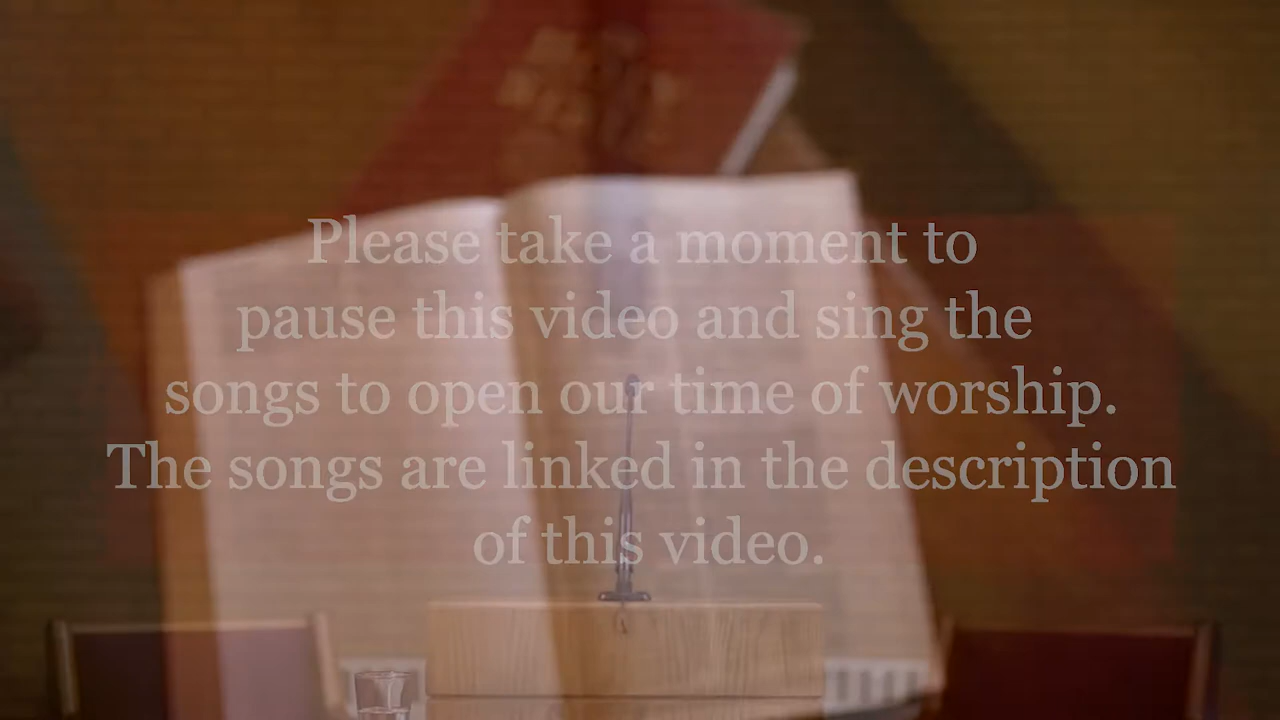 Please take a moment to
pause this video and sing the
songs to open our time of worship.
The songs are linked in the description
of this video.